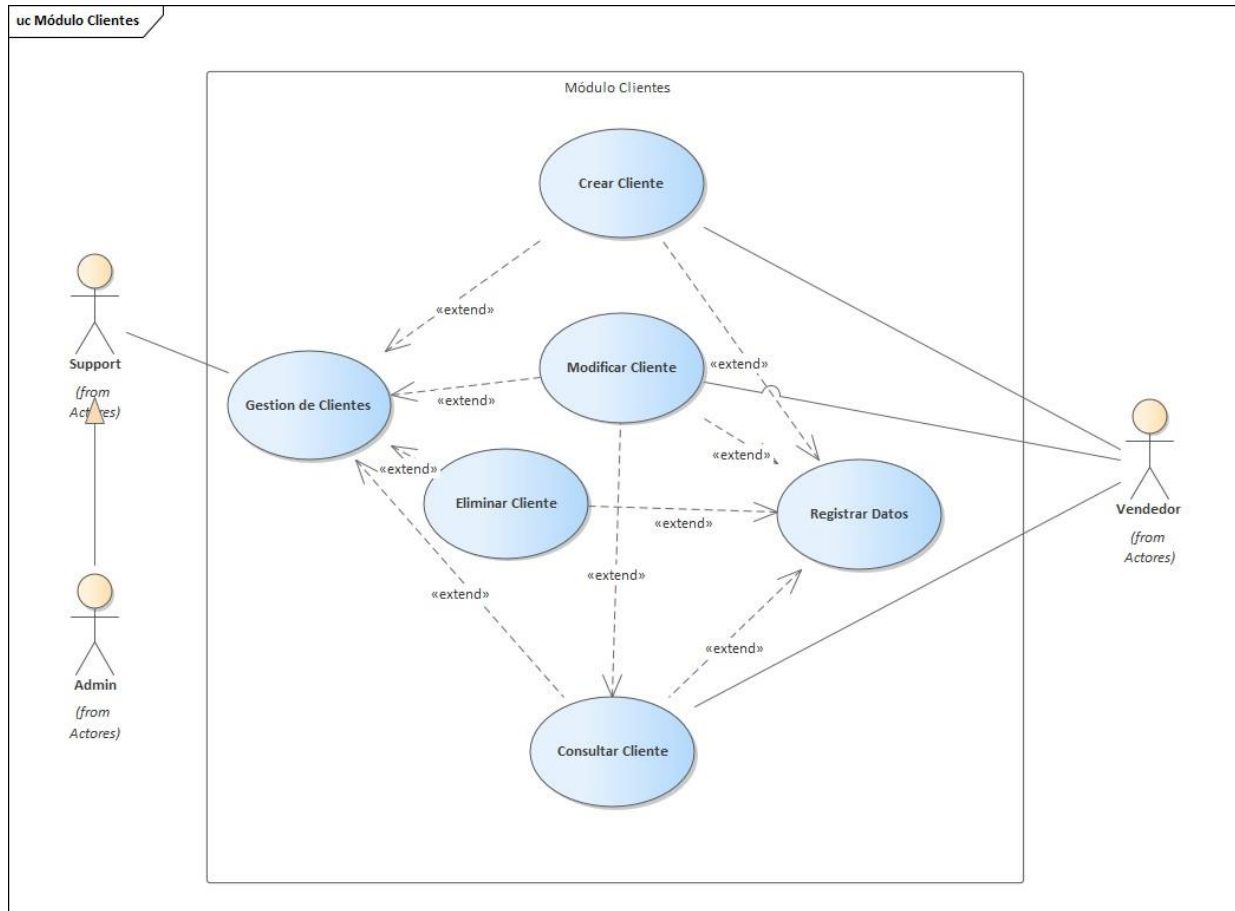 uc Módulo Clientes
Módulo Clientes
Crear Cliente
«extend»
Support
(from
Actores)
Modificar Cliente
«extend»
Gestion de Clientes
«extend»
«extend»
«extend»
Eliminar Cliente
«extend»
Registrar Datos
Vendedor
(from
Actores)
«extend»
«extend»
«extend»
Admin
(from
Actores)
Consultar Cliente